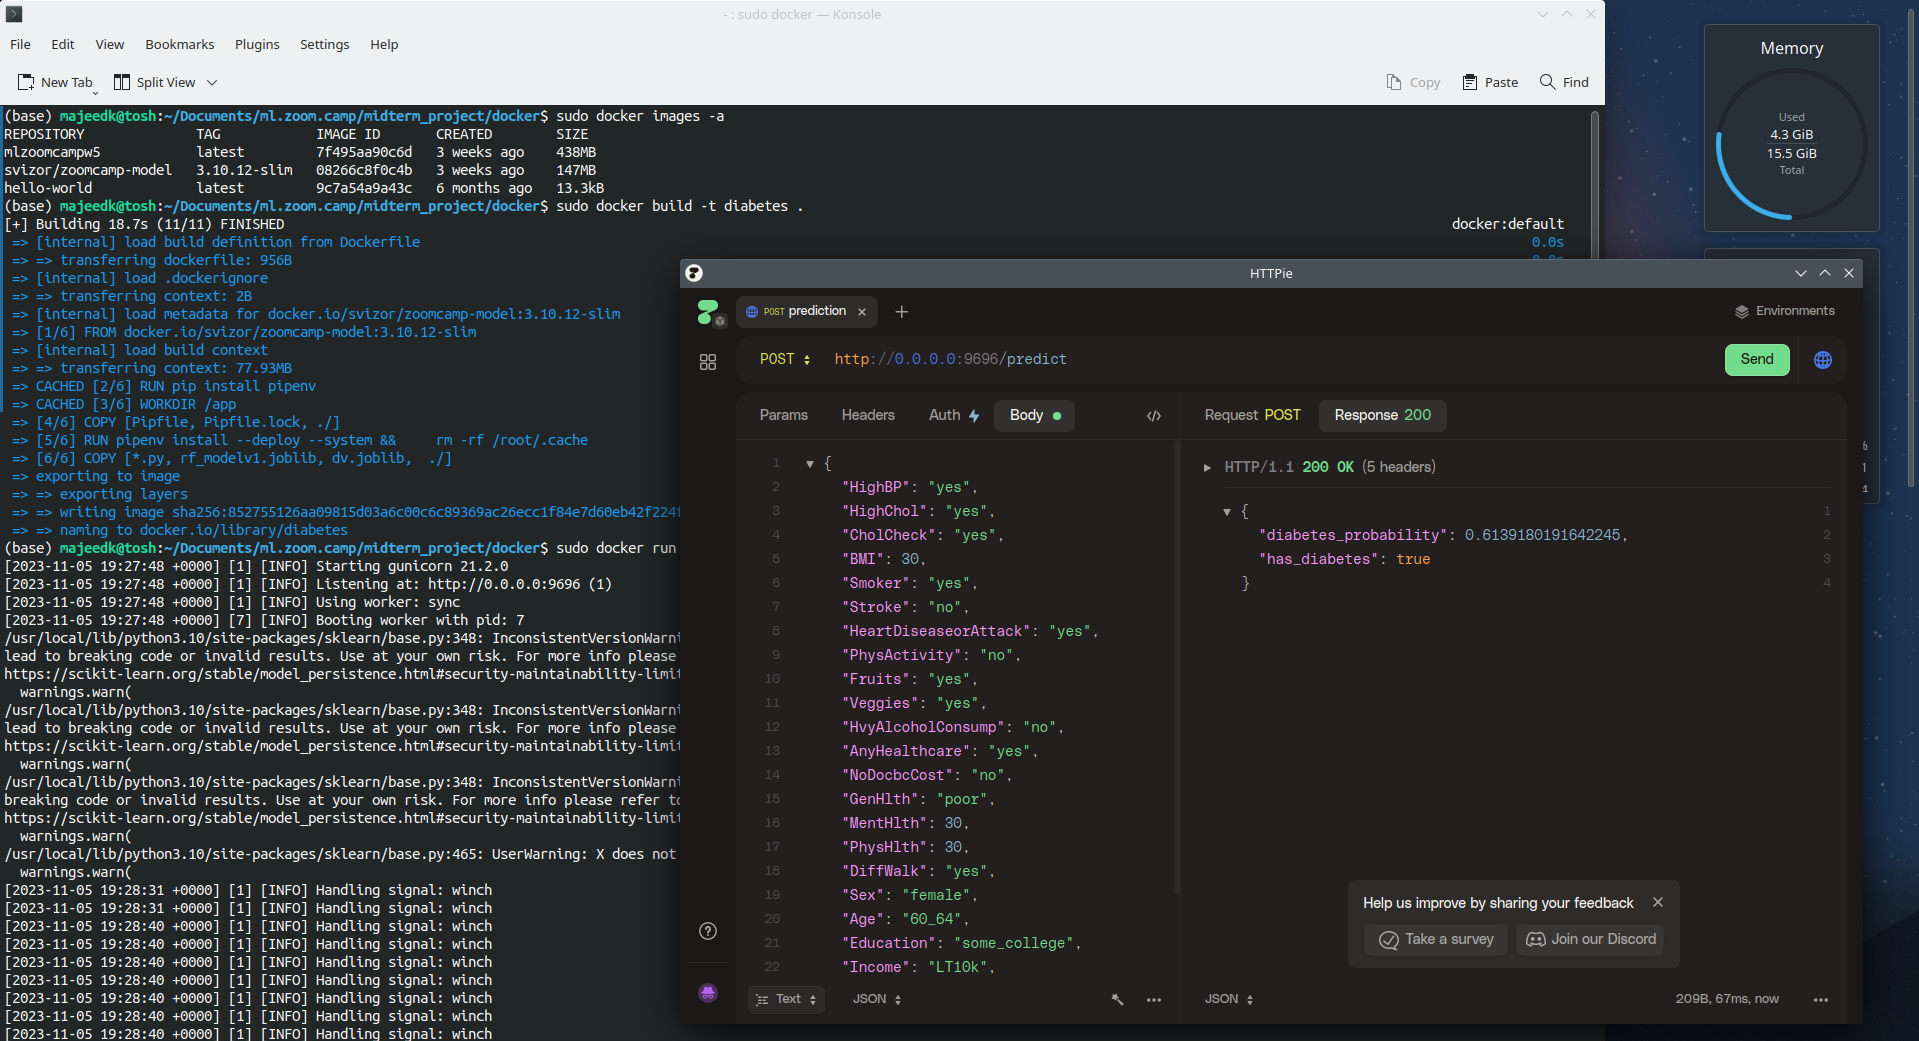 - : sudo docker — Konsole
File Edit View Bookmarks Plugins Settings Help
New Tab Split View Copy Paste Find
(base) majeedk@tosh:~/Documents/ml.zoom.camp/midterm_project/docker$ sudo docker images -a
REPOSITORY TAG IMAGE ID CREATED SIZE
mlzoomcampw5 latest 7f495aa90c6d 3 weeks ago 438MB
svizor/zoomcamp-model 3.10.12-slim 08266c8f0c4b 3 weeks ago 147MB
hello-world latest 9c7a54a9a43c 6 months ago 13.3kB
(base) majeedk@tosh:~/Documents/ml.zoom.camp/midterm_project/docker$ sudo docker build -t diabetes .
[+] Building 18.7s (11/11) FINISHED docker:default
=> [internal] load build definition from Dockerfile 0.0s
=> => transferring dockerfile: 956B
=> [internal] load .dockerignore
=> => transferring context: 2B
=> [internal] load metadata for docker.io/svizor/zoomcamp-model:3.10.12-slim
=> [1/6] FROM docker.io/svizor/zoomcamp-model:3.10.12-slim
=> [internal] load build context
=> => transferring context: 77.93MB
=> CACHED [2/6] RUN pip install pipenv
=> CACHED [3/6] WORKDIR /app
=> [4/6] COPY [Pipfile, Pipfile.lock, ./]
=> [5/6] RUN pipenv install --deploy --system && rm -rf /root/.cache
=> [6/6] COPY [*.py, rf_modelv1.joblib, dv.joblib, ./]
=> exporting to image
=> => exporting layers
=> => writing image sha256:852755126aa09815d03a6c00c6c89369ac26ecc1f84e7d60eb42f224f
=> => naming to docker.io/library/diabetes
(base) majeedk@tosh:~/Documents/ml.zoom.camp/midterm_project/docker$ sudo docker run
[2023-11-05 19:27:48 +0000] [1] [INFO] Starting gunicorn 21.2.0
[2023-11-05 19:27:48 +0000] [1] [INFO] Listening at: http://0.0.0.0:9696 (1)
[2023-11-05 19:27:48 +0000] [1] [INFO] Using worker: sync
[2023-11-05 19:27:48 +0000] [7] [INFO] Booting worker with pid: 7
/usr/local/lib/python3.10/site-packages/sklearn/base.py:348: InconsistentVersionWarni
lead to breaking code or invalid results. Use at your own risk. For more info please
https://scikit-learn.org/stable/model_persistence.html#security-maintainability-limit
warnings.warn(
/usr/local/lib/python3.10/site-packages/sklearn/base.py:348: InconsistentVersionWarni
lead to breaking code or invalid results. Use at your own risk. For more info please
https://scikit-learn.org/stable/model_persistence.html#security-maintainability-limit
warnings.warn(
/usr/local/lib/python3.10/site-packages/sklearn/base.py:348: InconsistentVersionWarni
breaking code or invalid results. Use at your own risk. For more info please refer to
https://scikit-learn.org/stable/model_persistence.html#security-maintainability-limit
warnings.warn(
/usr/local/lib/python3.10/site-packages/sklearn/base.py:465: UserWarning: X does not
warnings.warn(
[2023-11-05 19:28:31 +0000] [1] [INFO] Handling signal: winch
[2023-11-05 19:28:31 +0000] [1] [INFO] Handling signal: winch
[2023-11-05 19:28:40 +0000] [1] [INFO] Handling signal: winch
[2023-11-05 19:28:40 +0000] [1] [INFO] Handling signal: winch
[2023-11-05 19:28:40 +0000] [1] [INFO] Handling signal: winch
[2023-11-05 19:28:40 +0000] [1] [INFO] Handling signal: winch
[2023-11-05 19:28:40 +0000] [1] [INFO] Handling signal: winch
[2023-11-05 19:28:40 +0000] [1] [INFO] Handling signal: winch
[2023-11-05 19:28:40 +0000] [1] [INFO] Handling signal: winch
HTTPie
POST prediction
Environments
POST http://0.0.0.0:9696/predict Send
Params Headers Auth Body </>
1 {
2 "HighBP": "yes",
3 "HighChol": "yes",
4 "CholCheck": "yes",
5 "BMI": 30,
6 "Smoker": "yes",
7 "Stroke": "no",
8 "HeartDiseaseorAttack": "yes",
9 "PhysActivity": "no",
10 "Fruits": "yes",
11 "Veggies": "yes",
12 "HvyAlcoholConsump": "no",
13 "AnyHealthcare": "yes",
14 "NoDocbcCost": "no",
15 "GenHlth": "poor",
16 "MentHlth": 30,
17 "PhysHlth": 30,
18 "DiffWalk": "yes",
19 "Sex": "female",
20 "Age": "60_64",
21 "Education": "some_college",
22 "Income": "LT10k",
Text JSON
Request POST Response 200
HTTP/1.1 200 OK (5 headers)
{ 1
"diabetes_probability": 0.6139180191642245, 2
"has_diabetes": true 3
} 4
Help us improve by sharing your feedback
Take a survey Join our Discord
JSON 209B, 67ms, now
Memory
Used
4.3 GiB
15.5 GiB
Total